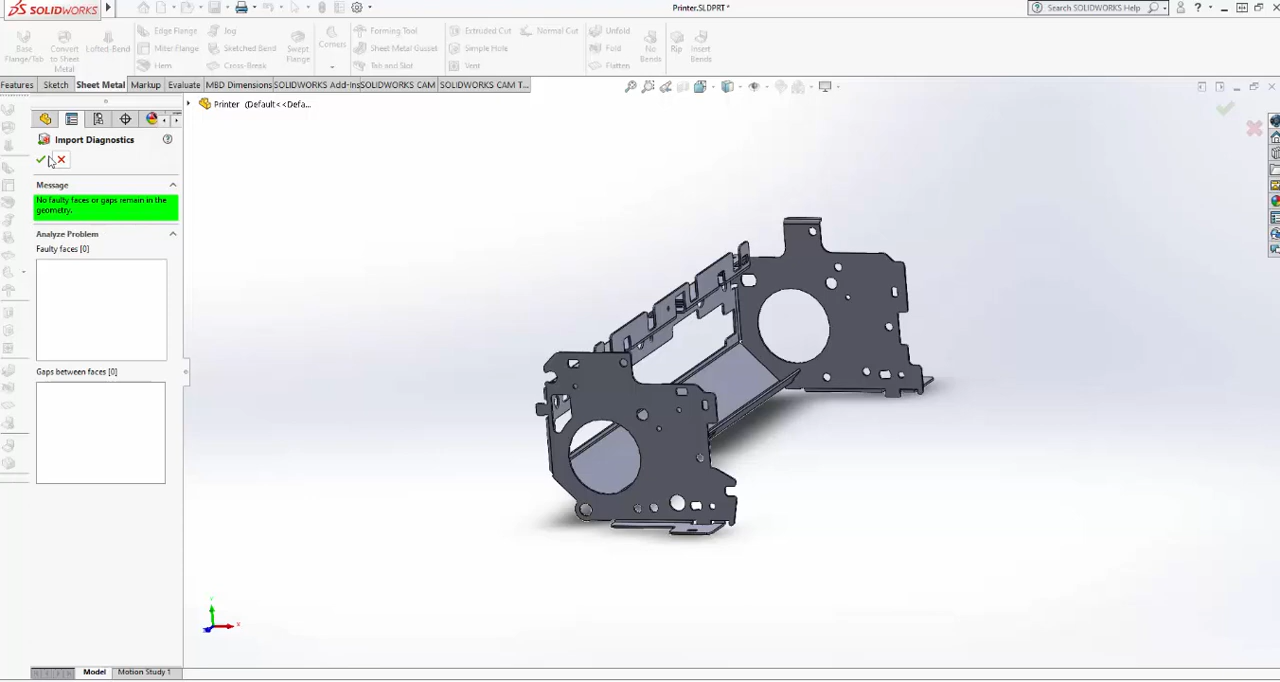 SOLIDWORKS
Printer.SLDPRT *
Search SOLIDWORKS Help
?
Base
Flange/Tab
Convert
to Sheet
Metal
Lofted-Bend
Edge Flange
Miter Flange
Hem
Jog
Sketched Bend
Cross-Break
Swept
Flange
Corners
Forming Tool
Sheet Metal Gusset
Tab and Slot
Extruded Cut
Simple Hole
Vent
Normal Cut
Unfold
Fold
Flatten
No
Bends
Rip
Insert
Bends
Features
Sketch
Sheet Metal
Markup
Evaluate
MBD Dimensions
SOLIDWORKS Add-Ins
SOLIDWORKS CAM
SOLIDWORKS CAM T...
Printer (Default<<Defa...
Import Diagnostics
?
Message
No faulty faces or gaps remain in the
geometry.
Analyze Problem
Faulty faces [0]
Gaps between faces [0]
Y
X
Model
Motion Study 1